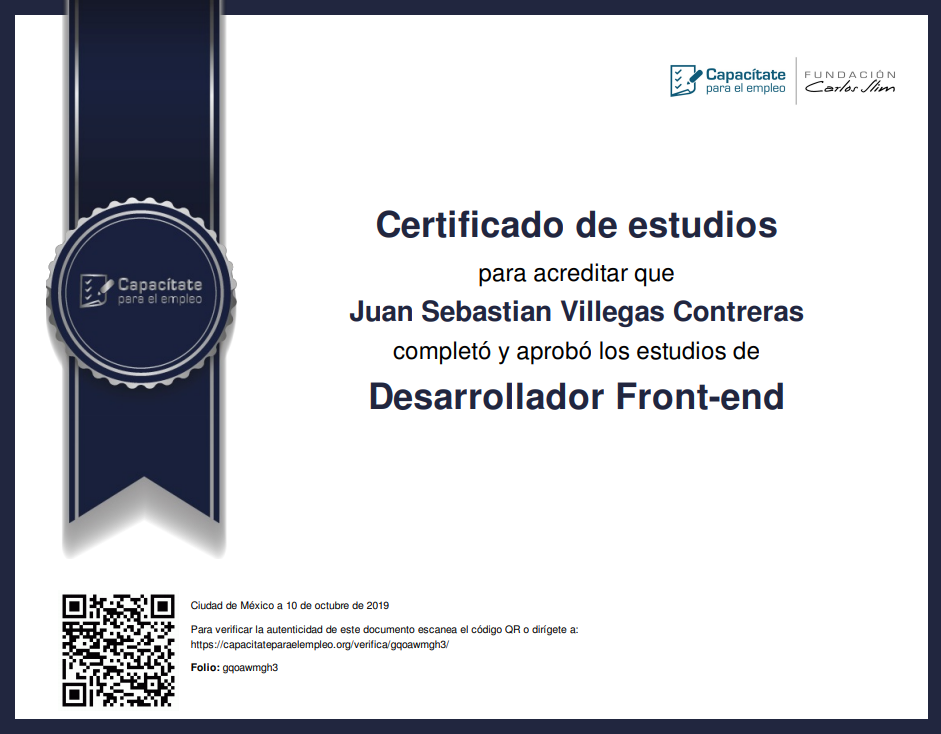 Capacítate
para el empleo
FUNDACIÓN
Carlos Slim
Certificado de estudios
para acreditar que
Juan Sebastian Villegas Contreras
completó y aprobó los estudios de
Desarrollador Front-end
Capacítate
para el empleo
Ciudad de México a 10 de octubre de 2019
Para verificar la autenticidad de este documento escanea el código QR o dirígete a:
https://capacitateparaelempleo.org/verifica/gqoawmgh3/
Folio: gqoawmgh3